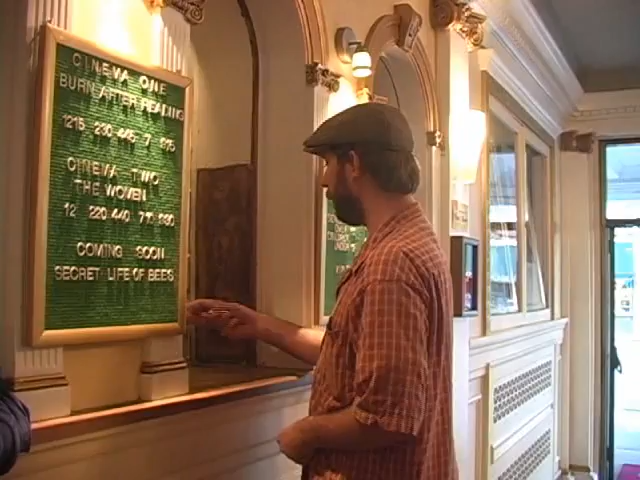 CINEMA ONE
BURN AFTER READING
1215 230 445 7 915
CINEMA TWO
THE WOMEN
12 220 440 710 930
COMING SOON
SECRET LIFE OF BEES